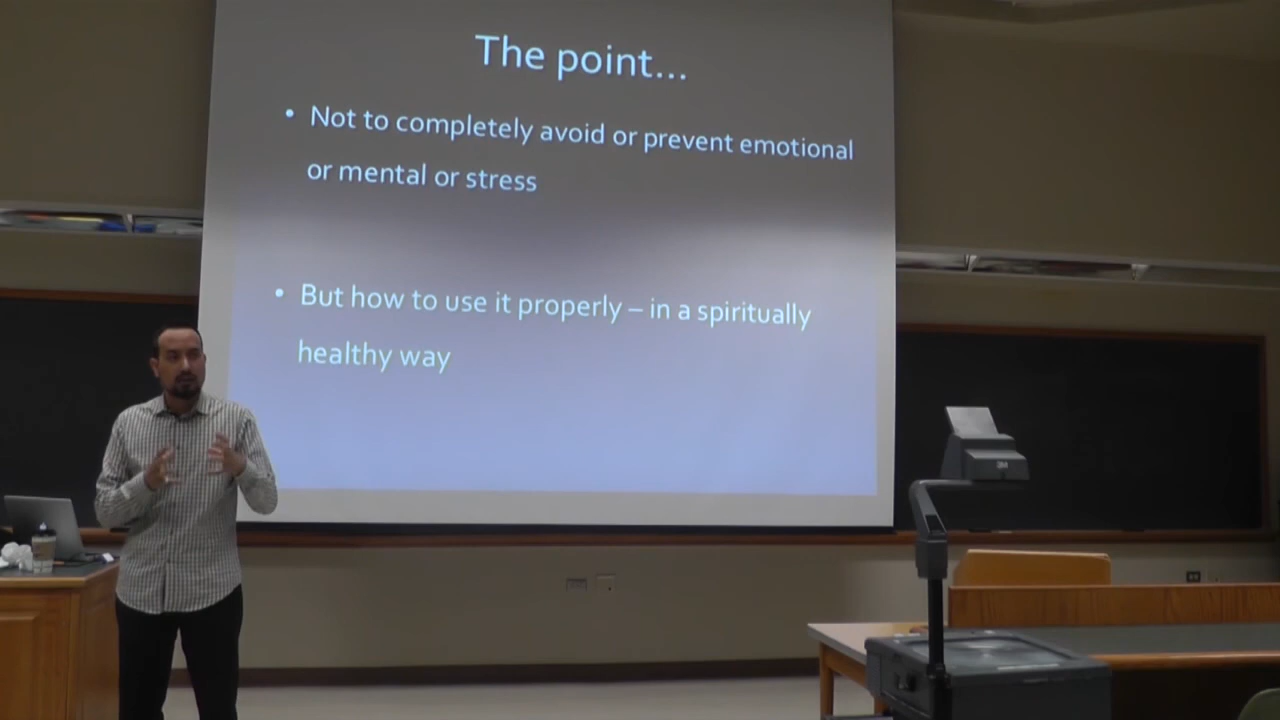 The point...
• Not to completely avoid or prevent emotional
or mental or stress
• But how to use it properly – in a spiritually
healthy way
3M